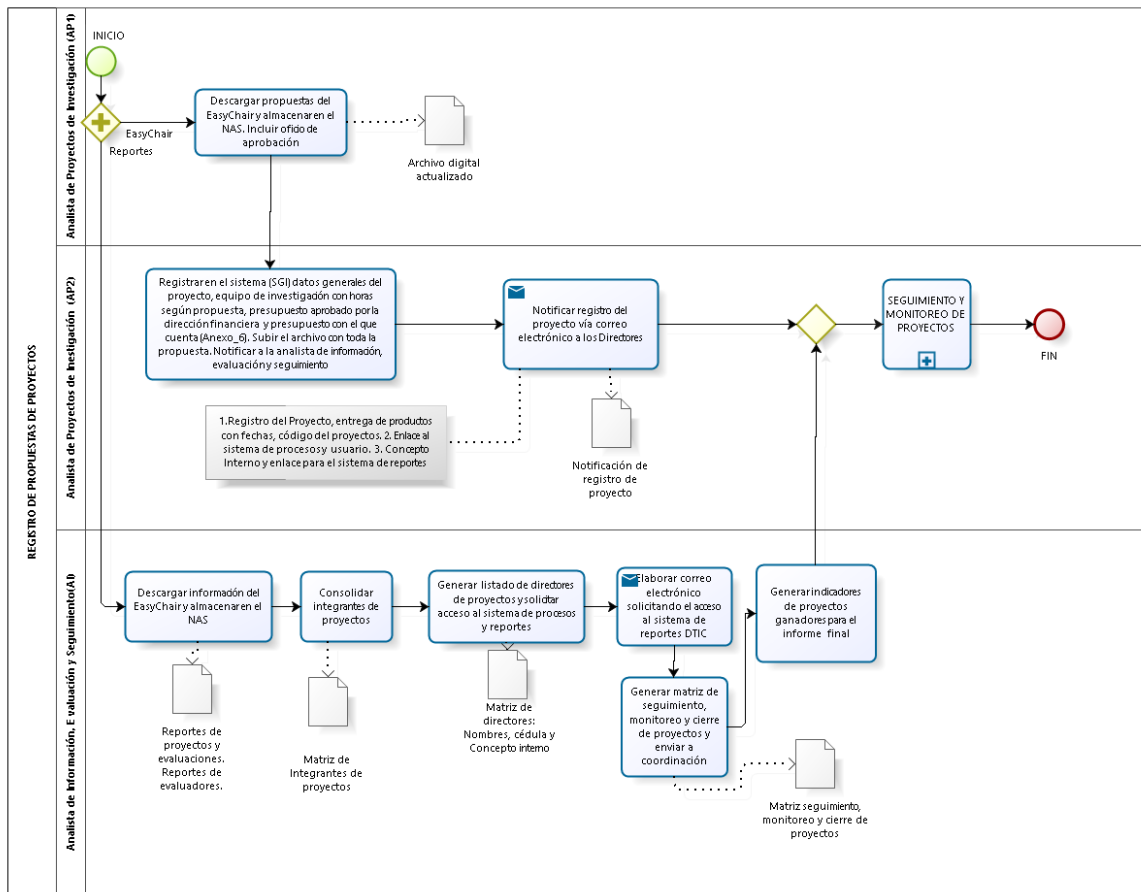 REGISTRO DE PROPUESTAS DE PROYECTOS
Analista de Proyectos de Investigación (AP1)
INICIO
EasyChair
Reportes
Descargar propuestas del
EasyChair y almacenar en el
NAS. Incluir oficio de
aprobación
Archivo digital
actualizado
Analista de Proyectos de Inestigación (AP2)
Registrar en el sistema (SGI) datos generales del
proyecto, equipo de investigación con horas
según propuesta, presupuesto aprobado por la
dirección financiera y presupuesto con el que
cuenta (Anexo_6). Subir el archivo con toda la
propuesta. Notificar a la analista de información,
evaluación y seguimiento
Notificar registro del
proyecto vía correo
electrónico a los Directores
SEGUIMIENTO Y
MONITOREO DE
PROYECTOS
FIN
1.Registro del Proyecto, entrega de productos
con fechas, código del proyectos. 2. Enlace al
sistema de procesos y usuario. 3. Concepto
Interno y enlace para el sistema de reportes
Notificación de
registro de
proyecto
Analista de Información, Evaluación y Seguimiento(AI)
Descargar información del
EasyChair y almacenar en el
NAS
Consolidar
integrantes de
proyectos
Generar listado de directores
de proyectos y solicitar
acceso al sistema de procesos
y reportes
Elaborar correo
electrónico
solicitando el acceso
al sistema de
reportes DTIC
Generar indicadores
de proyectos
ganadores para el
informe final
Generar matriz de
seguimiento,
monitoreo y cierre
de proyectos y
enviar a
coordinación
Reportes de
proyectos y
evaluaciones.
Reportes de
evaluadores.
Matriz de
Integrantes de
proyectos
Matriz de
directores:
Nombres, cédula y
Concepto interno
Matriz seguimiento,
monitoreo y cierre de
proyectos